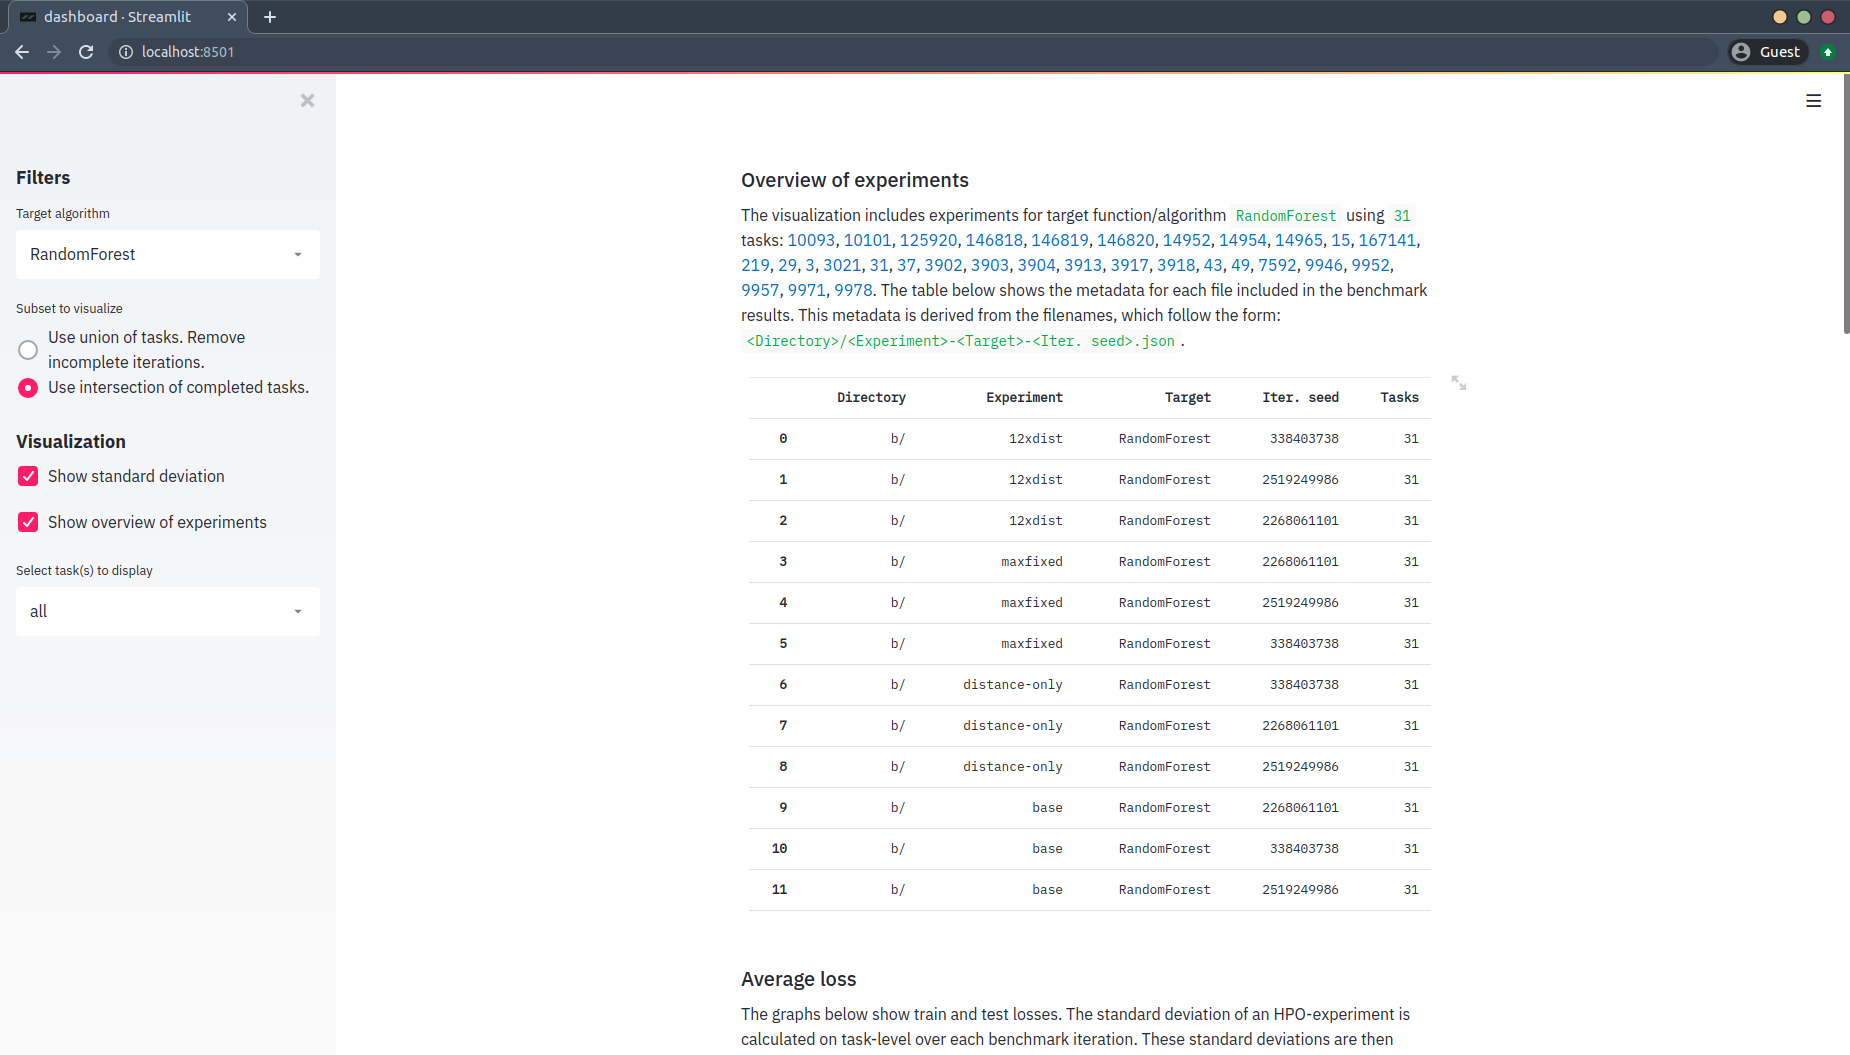 dashboard · Streamlit
localhost:8501
Guest
Filters
Target algorithm
RandomForest
Subset to visualize
Use union of tasks. Remove
incomplete iterations.
Use intersection of completed tasks.
Visualization
Show standard deviation
Show overview of experiments
Select task(s) to display
all
Overview of experiments
The visualization includes experiments for target function/algorithm RandomForest using 31
tasks: 10093, 10101, 125920, 146818, 146819, 146820, 14952, 14954, 14965, 15, 167141,
219, 29, 3, 3021, 31, 37, 3902, 3903, 3904, 3913, 3917, 3918, 43, 49, 7592, 9946, 9952,
9957, 9971, 9978. The table below shows the metadata for each file included in the benchmark
results. This metadata is derived from the filenames, which follow the form:
<Directory>/<Experiment>-<Target>-<Iter. seed>.json .
Directory Experiment Target Iter. seed Tasks
0 b/ 12xdist RandomForest 338403738 31
1 b/ 12xdist RandomForest 2519249986 31
2 b/ 12xdist RandomForest 2268061101 31
3 b/ maxfixed RandomForest 2268061101 31
4 b/ maxfixed RandomForest 2519249986 31
5 b/ maxfixed RandomForest 338403738 31
6 b/ distance-only RandomForest 338403738 31
7 b/ distance-only RandomForest 2268061101 31
8 b/ distance-only RandomForest 2519249986 31
9 b/ base RandomForest 2268061101 31
10 b/ base RandomForest 338403738 31
11 b/ base RandomForest 2519249986 31
Average loss
The graphs below show train and test losses. The standard deviation of an HPO-experiment is
calculated on task-level over each benchmark iteration. These standard deviations are then